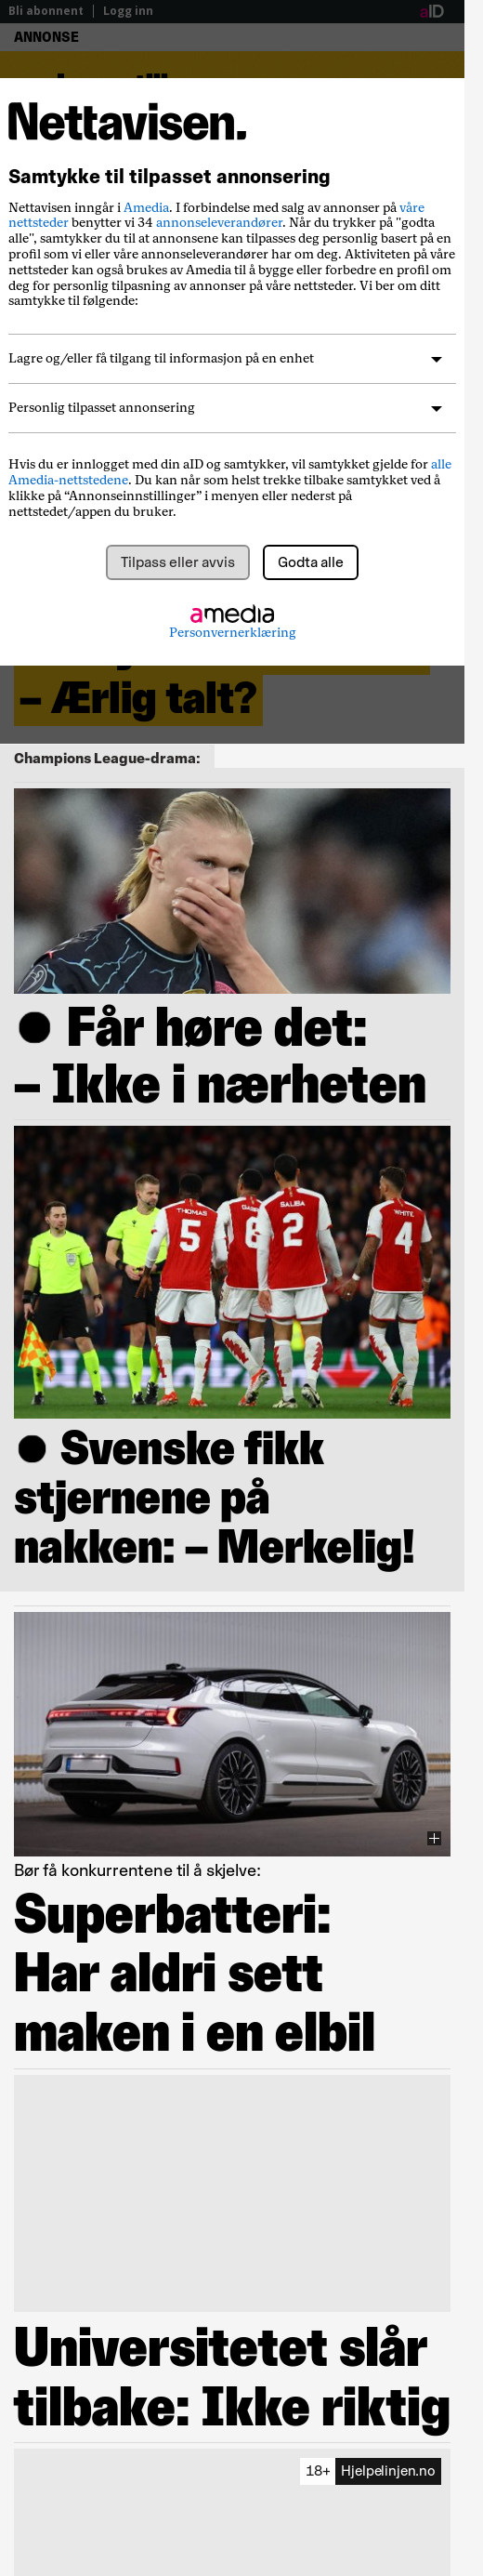 Bli abonnent
Logg inn
aID
ANNONSE
Nettavisen.
Samtykke til tilpasset annonsering
Nettavisen inngår i Amedia. I forbindelse med salg av annonser på våre
nettsteder benytter vi 34 annonseleverandører. Når du trykker på "godta
alle", samtykker du til at annonsene kan tilpasses deg personlig basert på en
profil som vi eller våre annonseleverandører har om deg. Aktiviteten på våre
nettsteder kan også brukes av Amedia til å bygge eller forbedre en profil om
deg for personlig tilpasning av annonser på våre nettsteder. Vi ber om ditt
samtykke til følgende:
Lagre og/eller få tilgang til informasjon på en enhet
Personlig tilpasset annonsering
Hvis du er innlogget med din aID og samtykker, vil samtykket gjelde for alle
Amedia-nettstedene. Du kan når som helst trekke tilbake samtykket ved å
klikke på “Annonseinnstillinger” i menyen eller nederst på
nettstedet/appen du bruker.
Tilpass eller avvis
Godta alle
amedia
Personvernerklæring
– Ærlig talt?
Champions League-drama:
Får høre det:
– Ikke i nærheten
THOMAS
5
6
SALIBA
2
WHITE
4
Svenske fikk
stjernene på
nakken: – Merkelig!
Bør få konkurrentene til å skjelve:
Superbatteri:
Har aldri sett
maken i en elbil
Universitetet slår
tilbake: Ikke riktig
18+ Hjelpelinjen.no